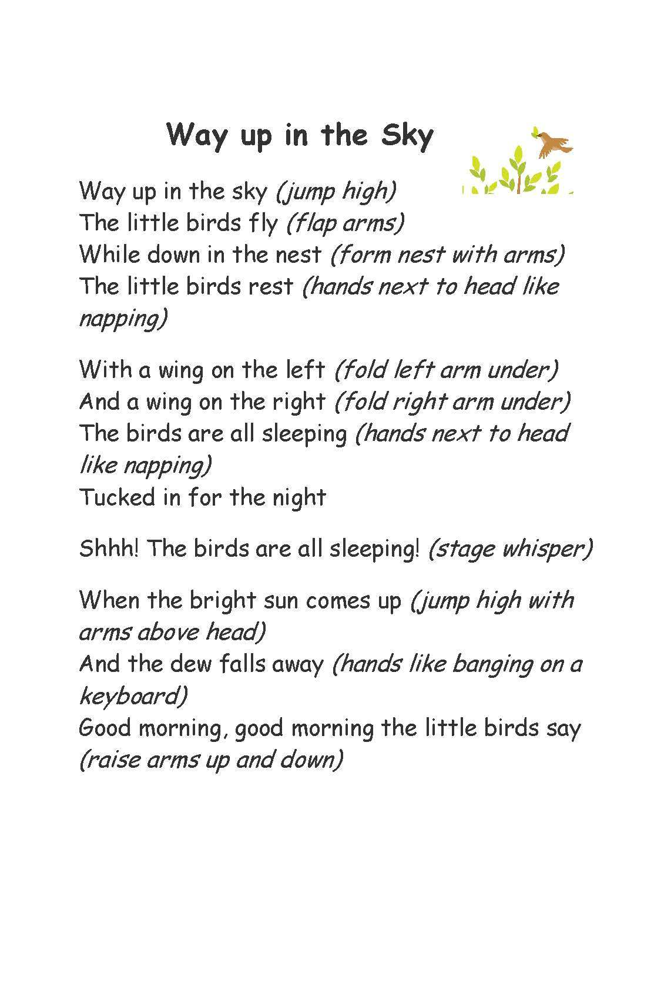 Way up in the Sky
Way up in the sky (jump high)
The little birds fly (flap arms)
While down in the nest (form nest with arms)
The little birds rest (hands next to head like
napping)
With a wing on the left (fold left arm under)
And a wing on the right (fold right arm under)
The birds are all sleeping (hands next to head
like napping)
Tucked in for the night
Shhh! The birds are all sleeping! (stage whisper)
When the bright sun comes up (jump high with
arms above head)
And the dew falls away (hands like banging on a
keyboard)
Good morning, good morning the little birds say
(raise arms up and down)